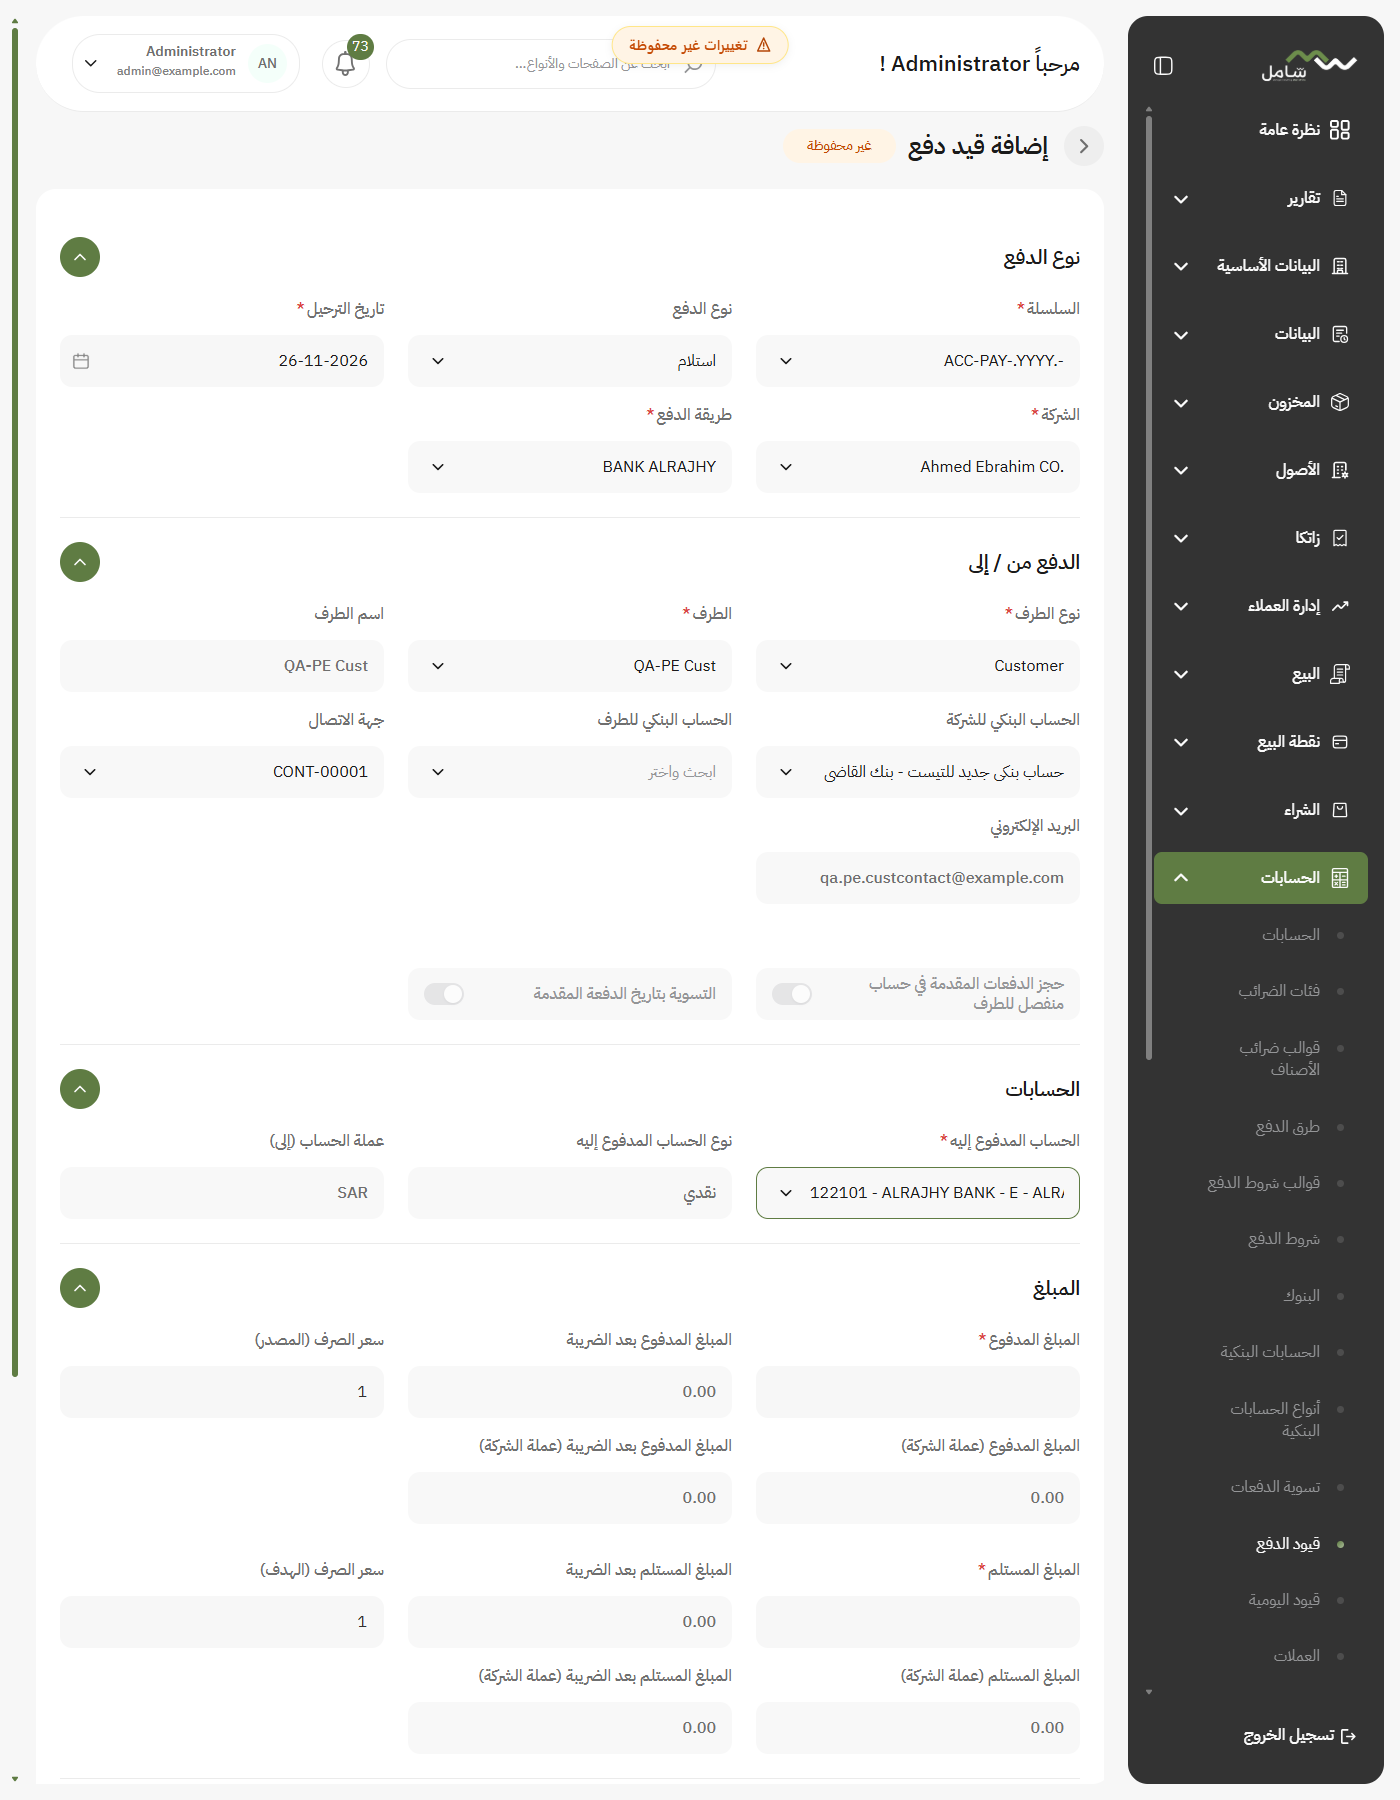 شامل
نظرة عامة
تقارير
البيانات الأساسية
البيانات
المخزون
الأصول
زاتكا
إدارة العملاء
البيع
نقطة البيع
الشراء
الحسابات
الحسابات
فئات الضرائب
قوالب ضرائب
الأصناف
طرق الدفع
قوالب شروط الدفع
شروط الدفع
البنوك
الحسابات البنكية
أنواع الحسابات
البنكية
تسوية الدفعات
قيود الدفع
قيود اليومية
العملات
تسجيل الخروج
مرحباً Administrator !
تغييرات غير محفوظة
ابحث عن الصفحات والأنواع...
73
AN
Administrator
admin@example.com
إضافة قيد دفع
غير محفوظة
نوع الدفع
السلسلة*
نوع الدفع
تاريخ الترحيل*
ACC-PAY-.YYYY.-
استلام
26-11-2026
الشركة*
طريقة الدفع*
Ahmed Ebrahim CO.
BANK ALRAJHY
الدفع من / إلى
نوع الطرف*
الطرف*
اسم الطرف
Customer
QA-PE Cust
QA-PE Cust
الحساب البنكي للشركة
الحساب البنكي للطرف
جهة الاتصال
حساب بنكى جديد للتيست - بنك القاضى
ابحث واختر
CONT-00001
البريد الإلكتروني
qa.pe.custcontact@example.com
حجز الدفعات المقدمة في حساب
منفصل للطرف
التسوية بتاريخ الدفعة المقدمة
الحسابات
الحساب المدفوع إليه*
نوع الحساب المدفوع إليه
عملة الحساب (إلى)
122101 - ALRAJHY BANK - E - ALRA
نقدي
SAR
المبلغ
المبلغ المدفوع*
المبلغ المدفوع بعد الضريبة
سعر الصرف (المصدر)
0.00
1
المبلغ المدفوع (عملة الشركة)
المبلغ المدفوع بعد الضريبة (عملة الشركة)
0.00
0.00
المبلغ المستلم*
المبلغ المستلم بعد الضريبة
سعر الصرف (الهدف)
0.00
1
المبلغ المستلم (عملة الشركة)
المبلغ المستلم بعد الضريبة (عملة الشركة)
0.00
0.00